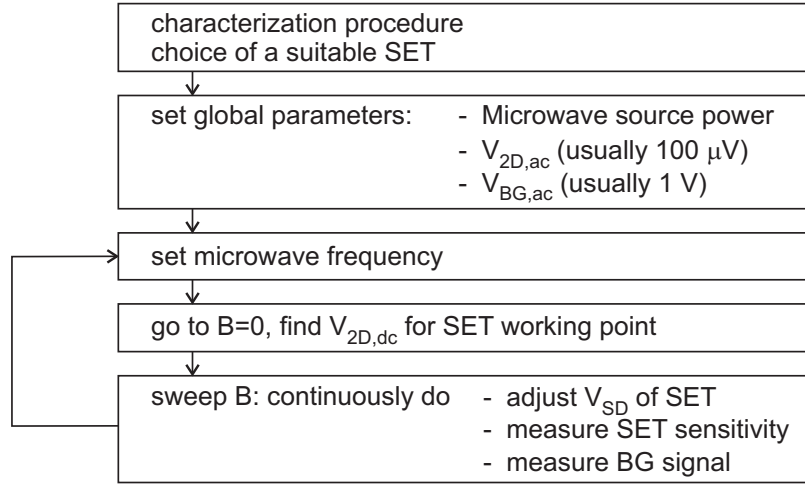 characterization procedure
choice of a suitable SET
set global parameters: - Microwave source power
- V2D,ac (usually 100 μV)
- VBG,ac (usually 1 V)
set microwave frequency
go to B=0, find V2D,dc for SET working point
sweep B: continuously do - adjust VSD of SET
- measure SET sensitivity
- measure BG signal